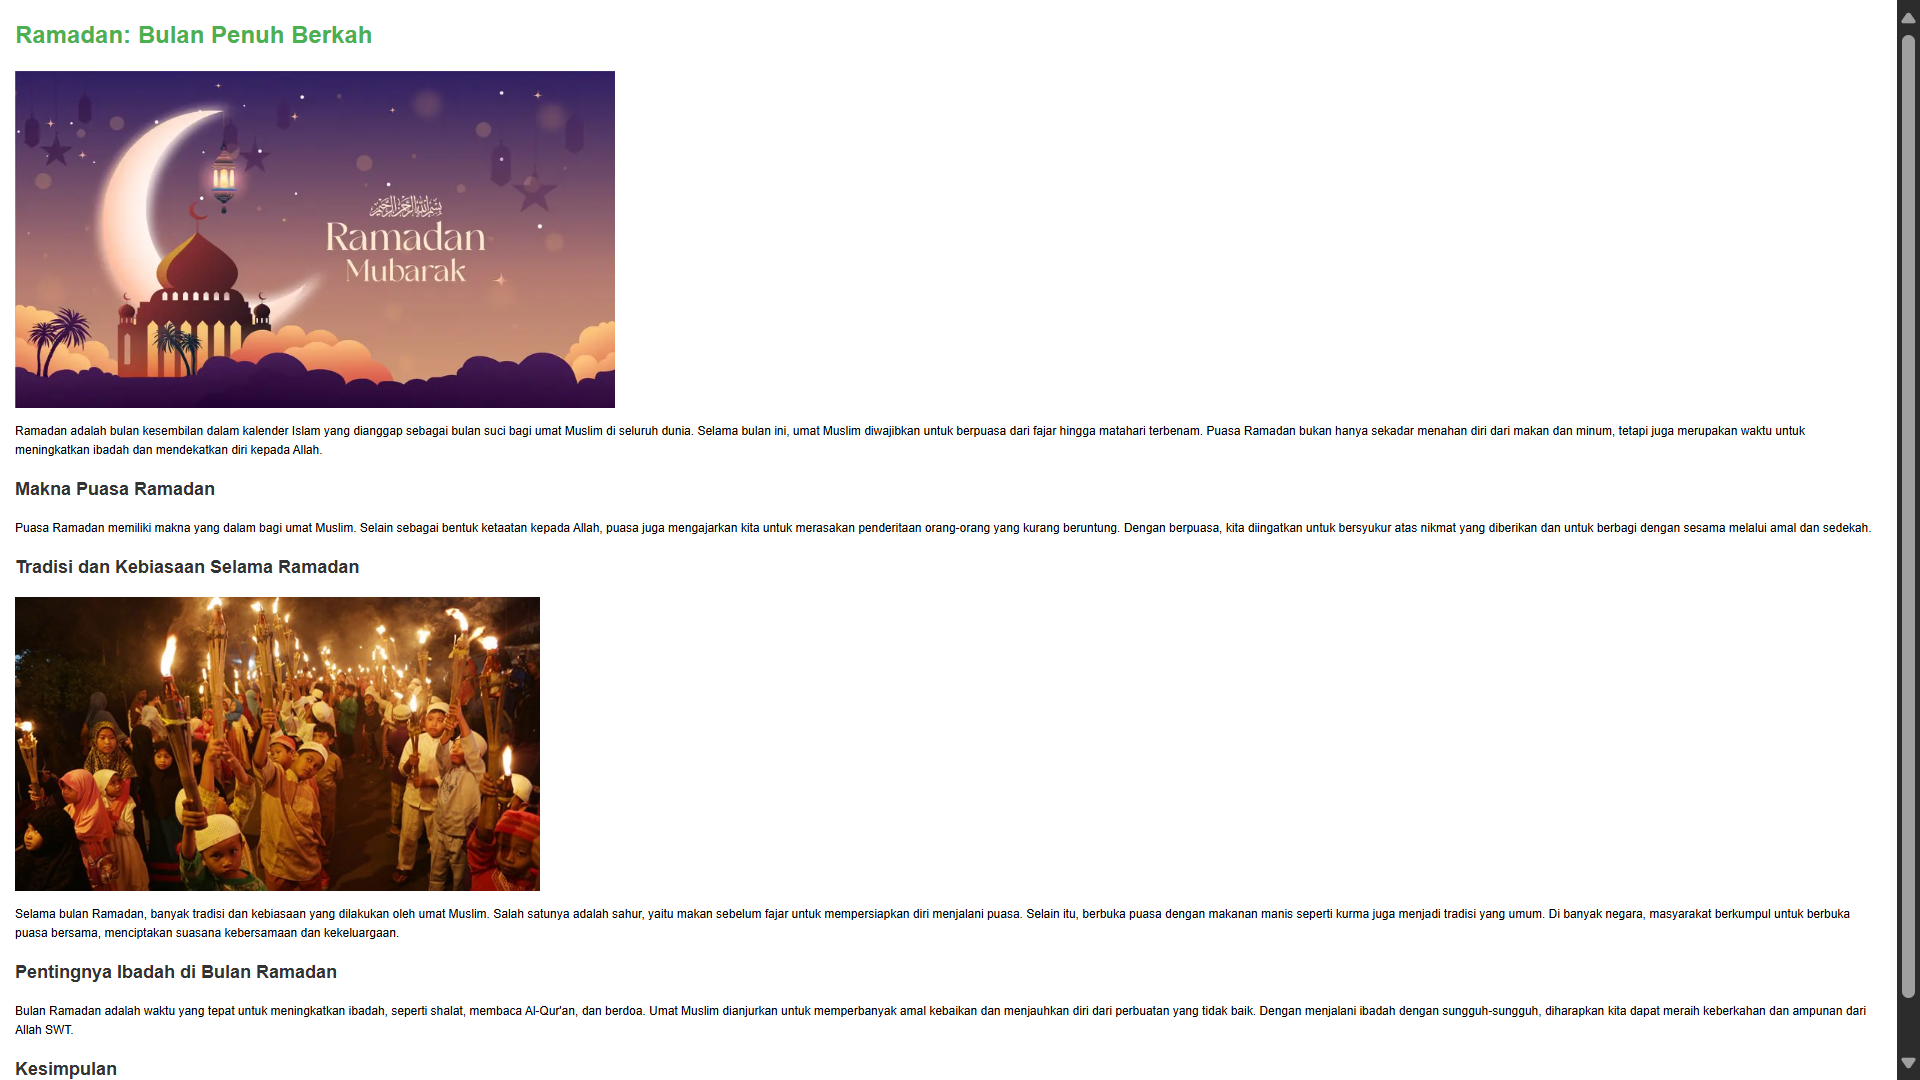 Ramadan: Bulan Penuh Berkah
بسم الله الرحمن الرحيم
Ramadan
Mubarak
Ramadan adalah bulan kesembilan dalam kalender Islam yang dianggap sebagai bulan suci bagi umat Muslim di seluruh dunia. Selama bulan ini, umat Muslim diwajibkan untuk berpuasa dari fajar hingga matahari terbenam. Puasa Ramadan bukan hanya sekadar menahan diri dari makan dan minum, tetapi juga merupakan waktu untuk
meningkatkan ibadah dan mendekatkan diri kepada Allah.
Makna Puasa Ramadan
Puasa Ramadan memiliki makna yang dalam bagi umat Muslim. Selain sebagai bentuk ketaatan kepada Allah, puasa juga mengajarkan kita untuk merasakan penderitaan orang-orang yang kurang beruntung. Dengan berpuasa, kita diingatkan untuk bersyukur atas nikmat yang diberikan dan untuk berbagi dengan sesama melalui amal dan sedekah.
Tradisi dan Kebiasaan Selama Ramadan
Selama bulan Ramadan, banyak tradisi dan kebiasaan yang dilakukan oleh umat Muslim. Salah satunya adalah sahur, yaitu makan sebelum fajar untuk mempersiapkan diri menjalani puasa. Selain itu, berbuka puasa dengan makanan manis seperti kurma juga menjadi tradisi yang umum. Di banyak negara, masyarakat berkumpul untuk berbuka
puasa bersama, menciptakan suasana kebersamaan dan kekeluargaan.
Pentingnya Ibadah di Bulan Ramadan
Bulan Ramadan adalah waktu yang tepat untuk meningkatkan ibadah, seperti shalat, membaca Al-Qur'an, dan berdoa. Umat Muslim dianjurkan untuk memperbanyak amal kebaikan dan menjauhkan diri dari perbuatan yang tidak baik. Dengan menjalani ibadah dengan sungguh-sungguh, diharapkan kita dapat meraih keberkahan dan ampunan dari
Allah SWT.
Kesimpulan